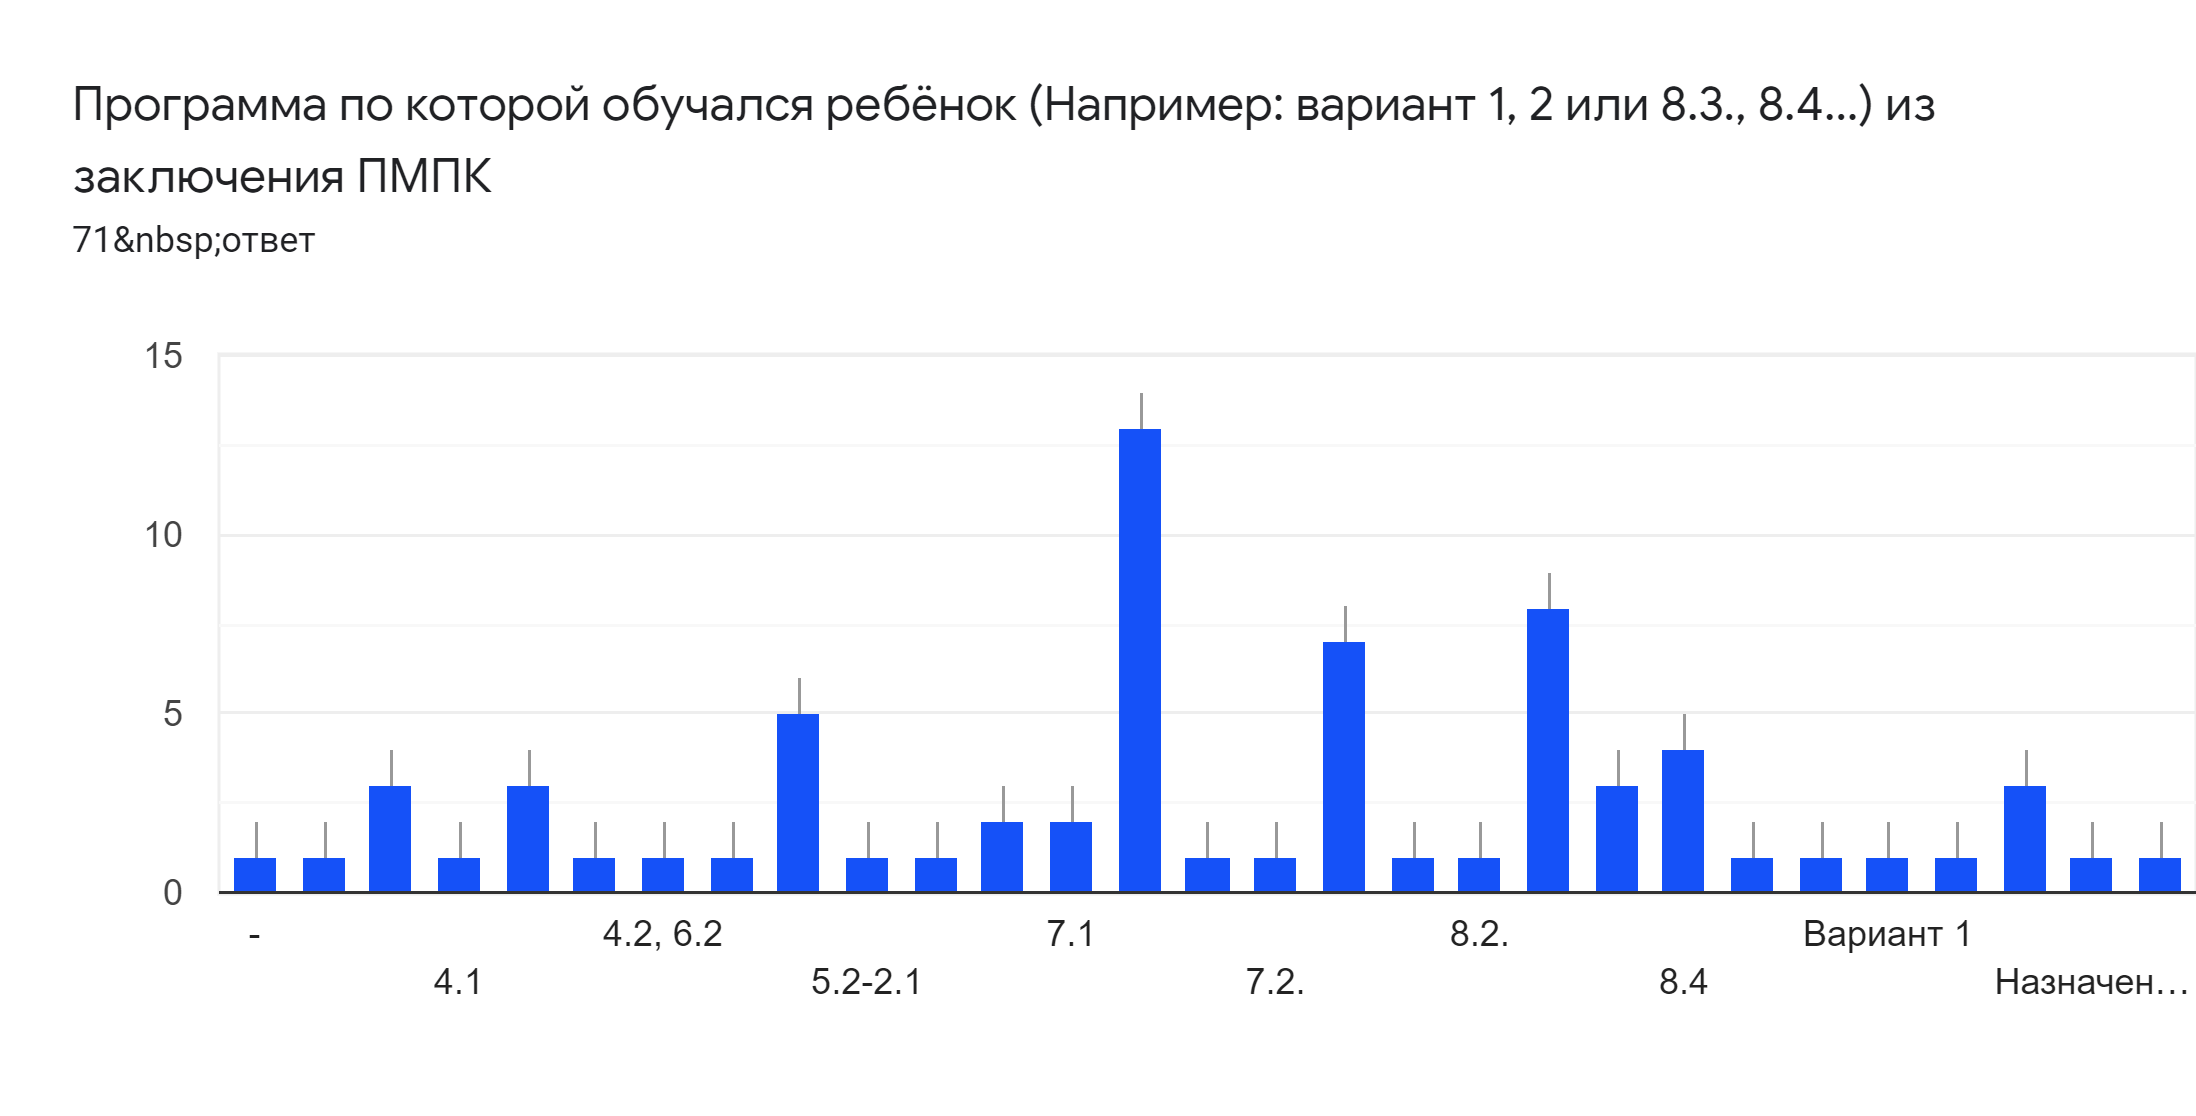 Программа по которой обучался ребёнок (Например: вариант 1, 2 или 8.3., 8.4...) из
заключения ПМПК
71&nbsp;ответ
15
10
5
0
-
4.2, 6.2
7.1
8.2.
Вариант 1
4.1
5.2-2.1
7.2.
8.4
Назначен…